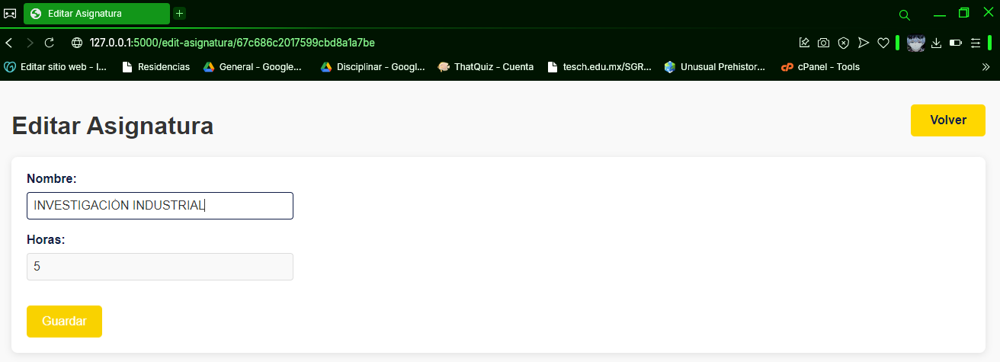 Editar Asignatura
127.0.0.1:5000/edit-asignatura/67c686c2017599cbd8a1a7be
Editar sitio web - I... Residencias General - Google... Disciplinar - Googl... ThatQuiz - Cuenta tesch.edu.mx/SGR... Unusual Prehistor... cPanel - Tools
Editar Asignatura
Volver
Nombre:
INVESTIGACIÓN INDUSTRIAL
Horas:
5
Guardar